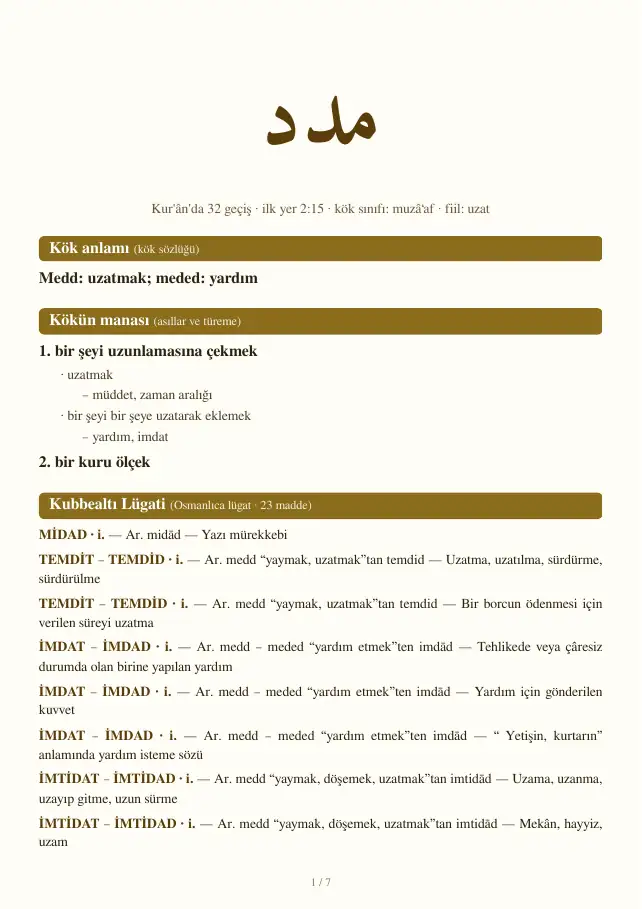 مدد
Kur'ân'da 32 geçiş · ilk yer 2:15 · kök sınıfı: muzâ‘af · fiil: uzat
Kök anlamı (kök sözlüğü)
Medd: uzatmak; meded: yardım
Kökün manası (asıllar ve türeme)
1. bir şeyi uzunlamasına çekmek
· uzatmak
– müddet, zaman aralığı
· bir şeyi bir şeye uzatarak eklemek
– yardım, imdat
2. bir kuru ölçek
Kubbealtı Lügati (Osmanlıca lügat · 23 madde)
MİDAD · i. — Ar. midād — Yazı mürekkebi
TEMDİT – TEMDİD · i. — Ar. medd “yaymak, uzatmak”tan temdid — Uzatma, uzatılma, sürdürme,
sürdürülme
TEMDİT – TEMDİD · i. — Ar. medd “yaymak, uzatmak”tan temdid — Bir borcun ödenmesi için
verilen süreyi uzatma
İMDAT – İMDAD · i. — Ar. medd – meded “yardım etmek”ten imdād — Tehlikede veya çâresiz
durumda olan birine yapılan yardım
İMDAT – İMDAD · i. — Ar. medd – meded “yardım etmek”ten imdād — Yardım için gönderilen
kuvvet
İMDAT – İMDAD · i. — Ar. medd – meded “yardım etmek”ten imdād — “ Yetişin, kurtarın”
anlamında yardım isteme sözü
İMTİDAT – İMTİDAD · i. — Ar. medd “yaymak, döşemek, uzatmak”tan imtidād — Uzama, uzanma,
uzayıp gitme, uzun sürme
İMTİDAT – İMTİDAD · i. — Ar. medd “yaymak, döşemek, uzatmak”tan imtidād — Mekân, hayyiz,
uzam
1 / 7